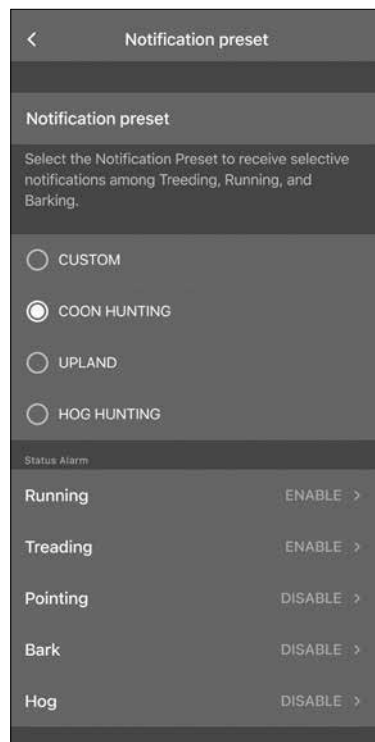 Notification preset
Notification preset
Select the Notification Preset to receive selective
notifications among Treeding, Running, and
Barking.
CUSTOM
COON HUNTING
UPLAND
HOG HUNTING
Status Alarm
Running ENABLE >
Treading ENABLE >
Pointing DISABLE >
Bark DISABLE >
Hog DISABLE >